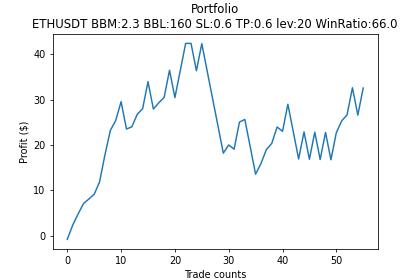 Portfolio
ETHUSDT BBM:2.3 BBL:160 SL:0.6 TP:0.6 lev:20 WinRatio:66.0
40
30
20
10
0
Profit ($)
0 10 20 30 40 50
Trade counts